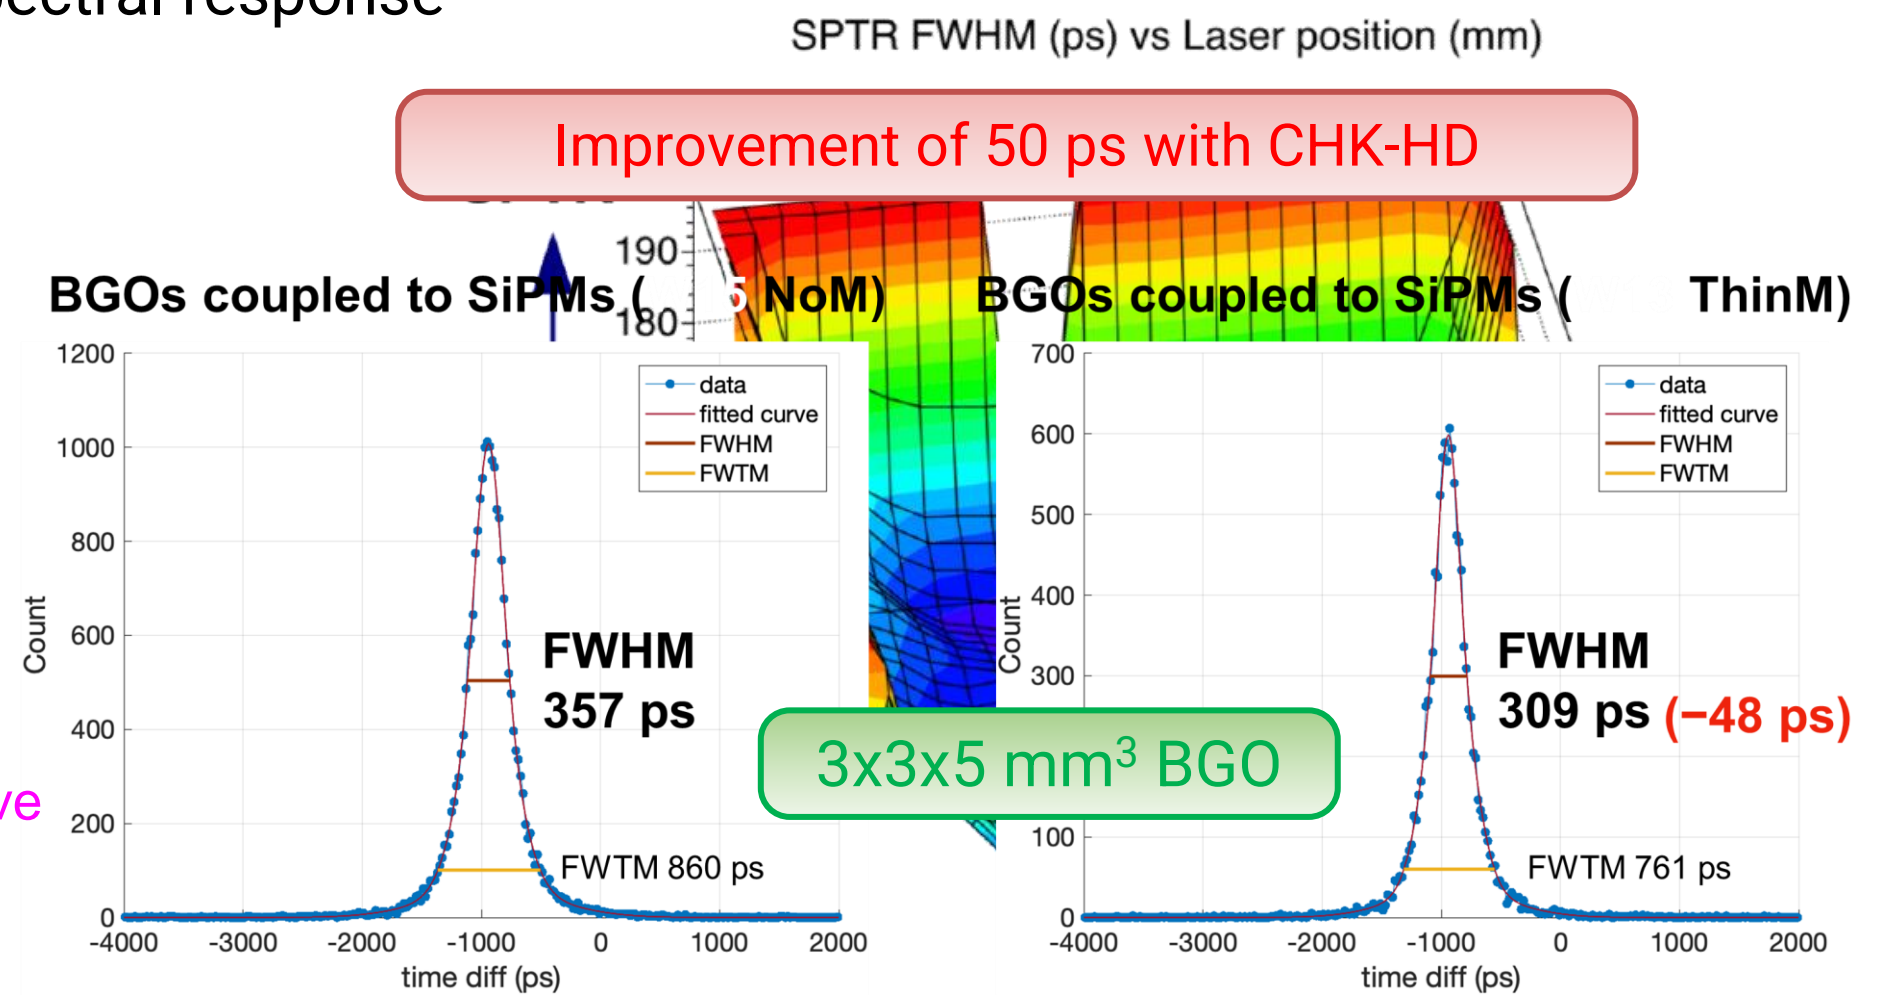 spectral response
SPTR FWHM (ps) vs Laser position (mm)
Improvement of 50 ps with CHK-HD
190
180
BGOs coupled to SiPMs ( 5 NoM)
1200
1000
800
600
400
200
0
-4000 -3000 -2000 -1000 0 1000 2000
Count
time diff (ps)
data
fitted curve
FWHM
FWTM
FWHM
357 ps
FWTM 860 ps
BGOs coupled to SiPMs ( ThinM)
700
600
500
400
300
100
0
-4000 -3000 -2000 -1000 0 1000 2000
Count
time diff (ps)
data
fitted curve
FWHM
FWTM
FWHM
309 ps (−48 ps)
FWTM 761 ps
3x3x5 mm³ BGO